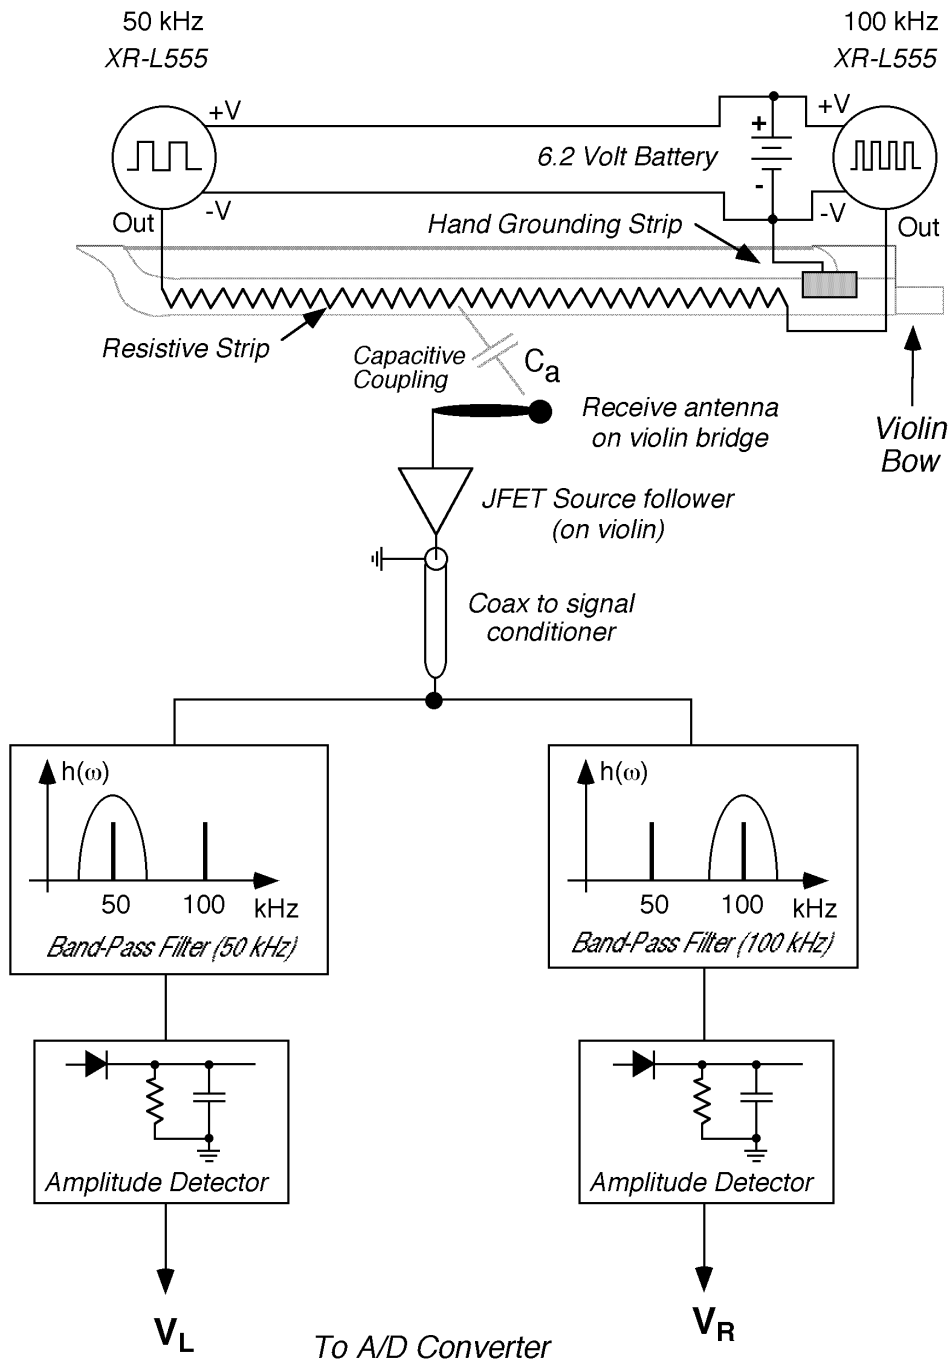 50 kHz
XR-L555
100 kHz
XR-L555
+V
+
+V
6.2 Volt Battery
-
-V
-V
Out
Hand Grounding Strip
Out
Resistive Strip
Capacitive
Coupling
Ca
Receive antenna
on violin bridge
Violin
Bow
JFET Source follower
(on violin)
Coax to signal
conditioner
h(ω)
50 100 kHz
Band-Pass Filter (50 kHz)
h(ω)
50 100 kHz
Band-Pass Filter (100 kHz)
Amplitude Detector
Amplitude Detector
VL
VR
To A/D Converter